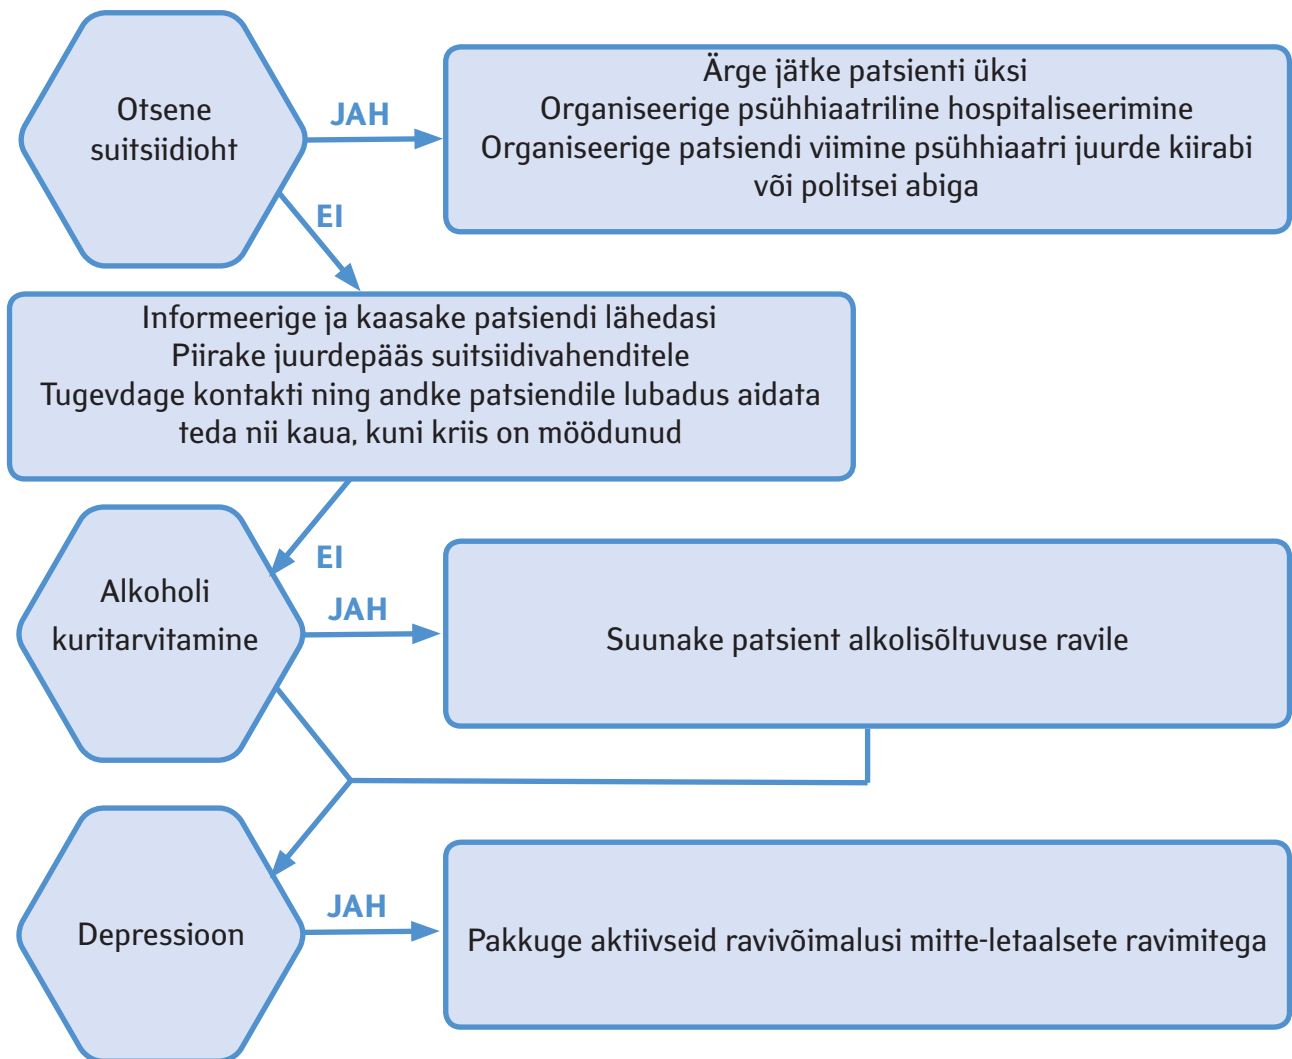 Otsene
suitsiidioht
JAH
Ärge jätke patsienti üksi
Organiseerige psühhiaatriline hospitaliseerimine
Organiseerige patsiendi viimine psühhiaatri juurde kiirabi
või politsei abiga
EI
Informeerige ja kaasake patsiendi lähedasi
Piirake juurdepääs suitsiidivahenditele
Tugevdage kontakti ning andke patsiendile lubadus aidata
teda nii kaua, kuni kriis on möödunud
EI
Alkoholi
kuritarvitamine
JAH
Suunake patsient alkolisõltuvuse ravile
Depressioon
JAH
Pakkuge aktiivseid ravivõimalusi mitte-letaalsete ravimitega